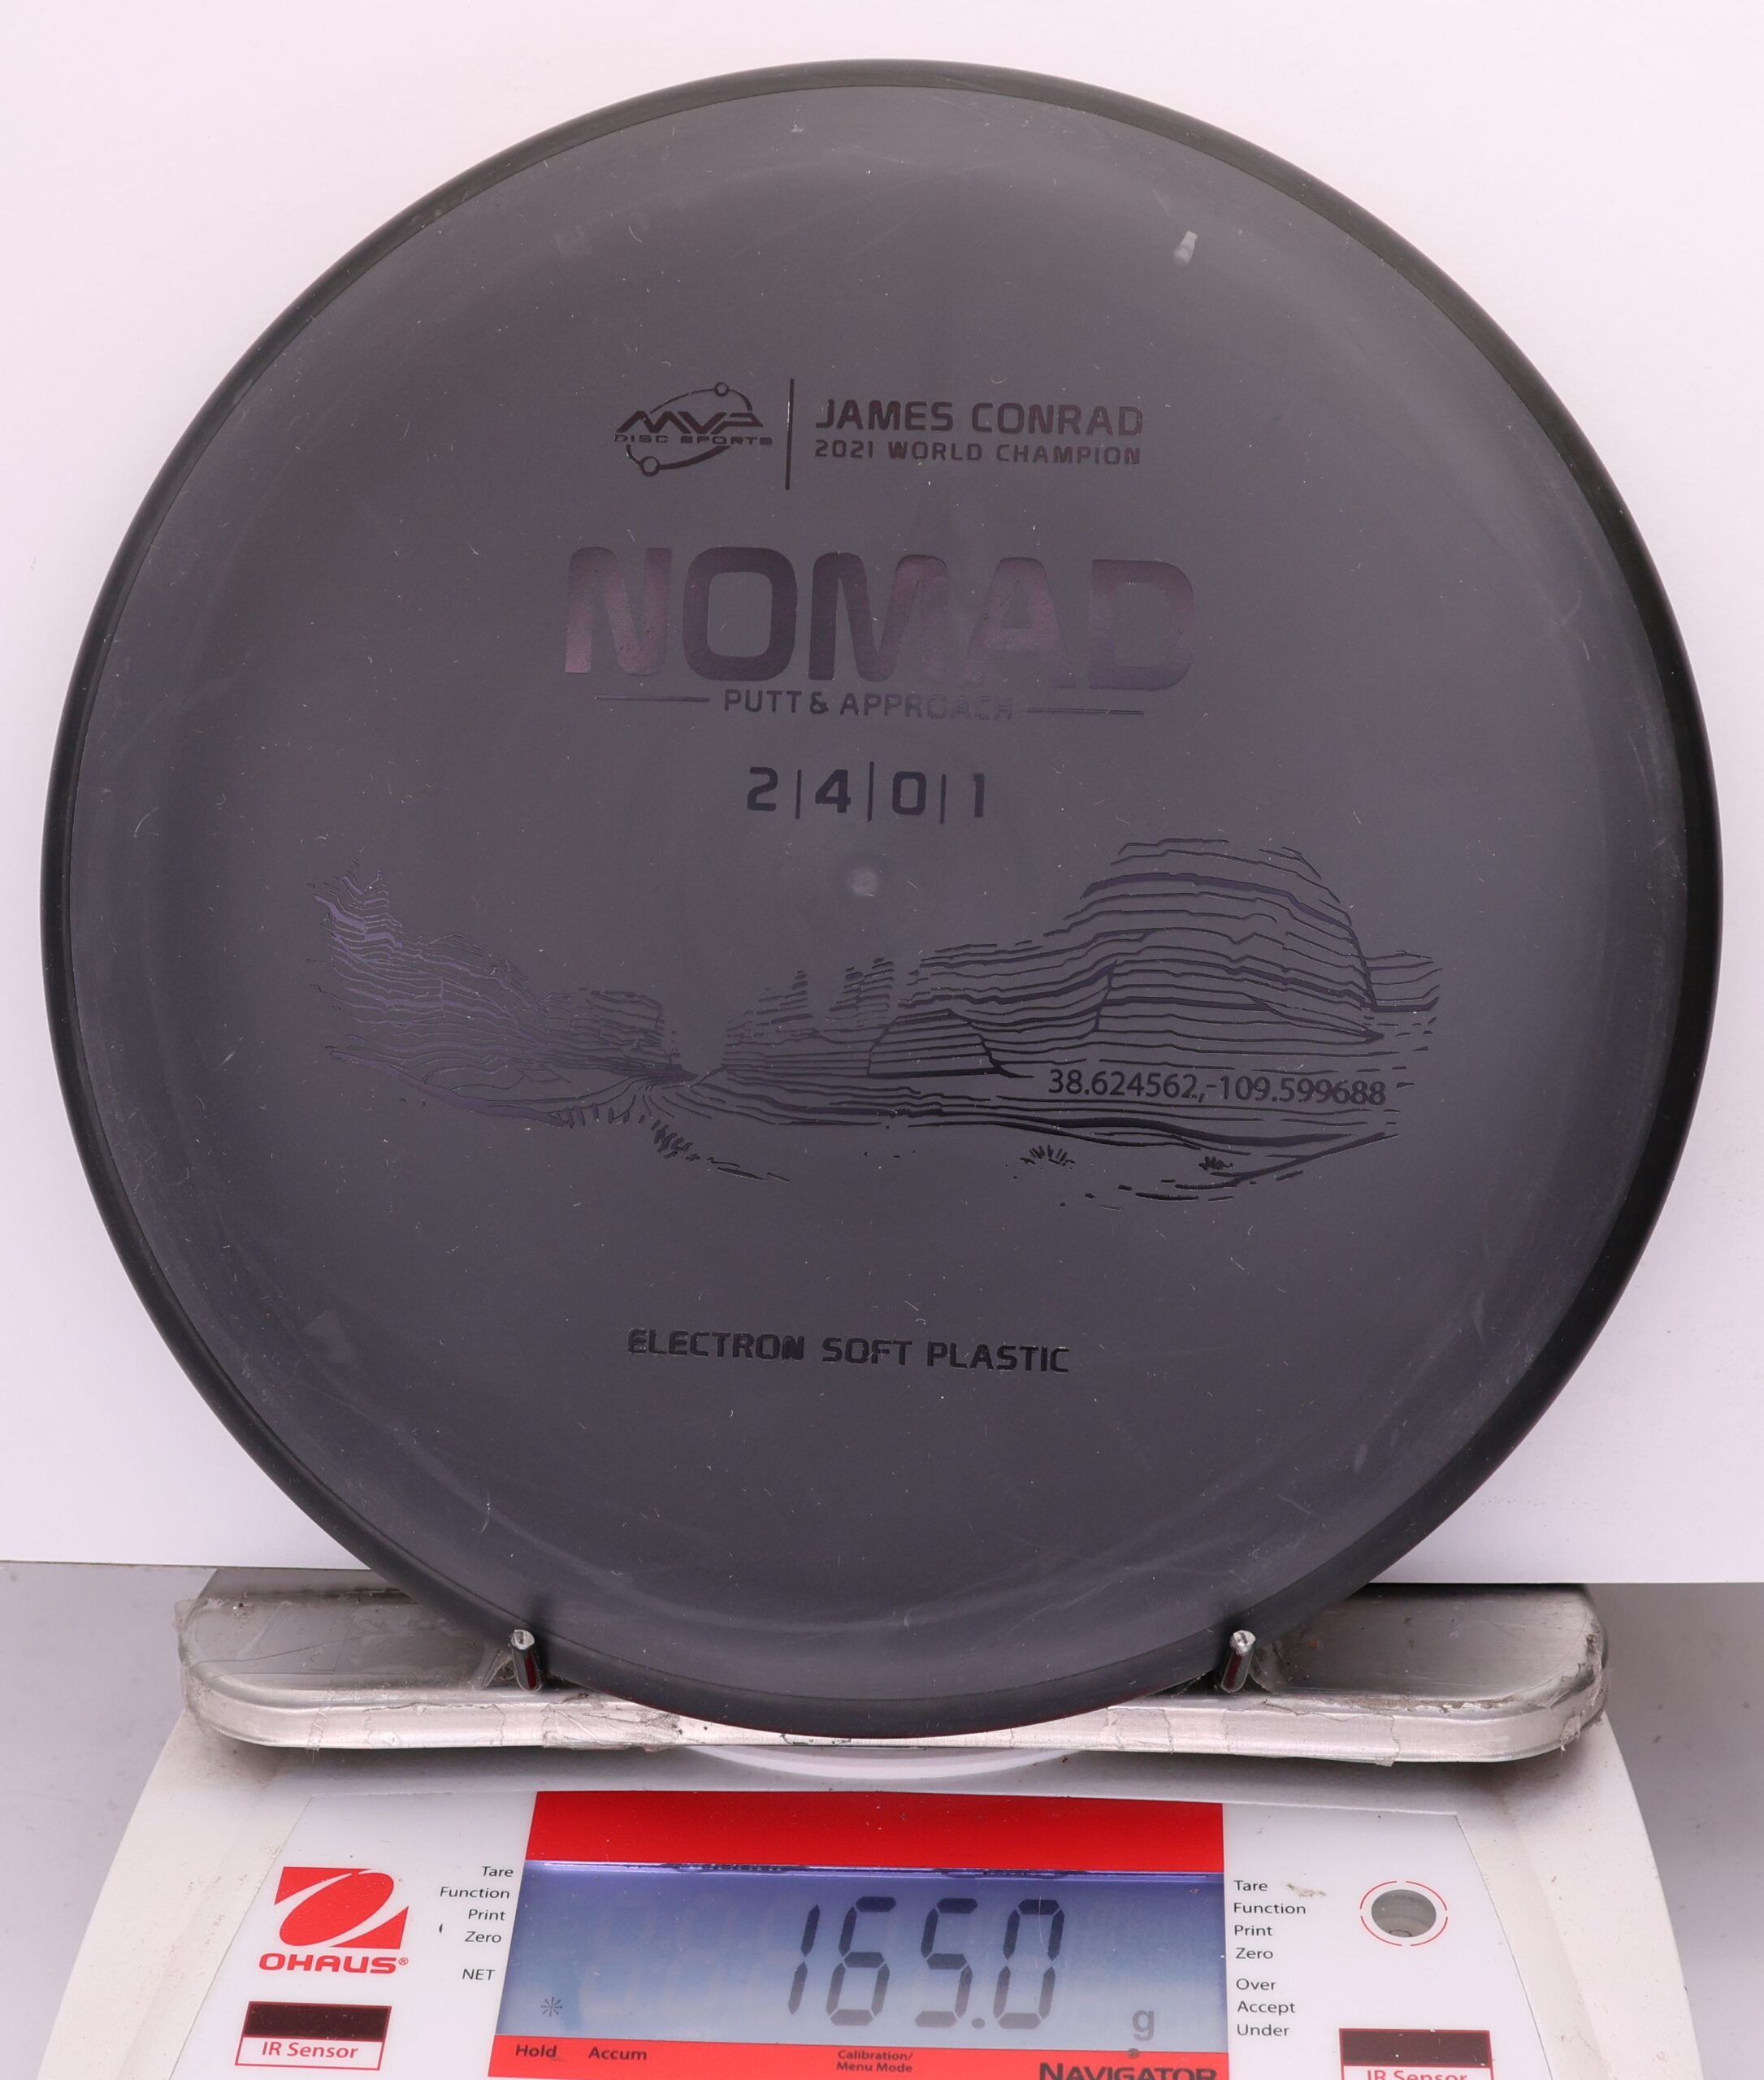 MVP
DISC SPORTS
JAMES CONRAD
2021 WORLD CHAMPION
NOMAD
PUTT & APPROACH
2|4|0|1
38.624562,-109.599688
ELECTRON SOFT PLASTIC
OHAUS®
Tare
Function
Print
Zero
NET
IR Sensor
165.0
g
Hold
Accum
Calibration/
Menu Mode
NAVIGATOR
Tare
Function
Print
Zero
Over
Accept
Under
IR Sensor